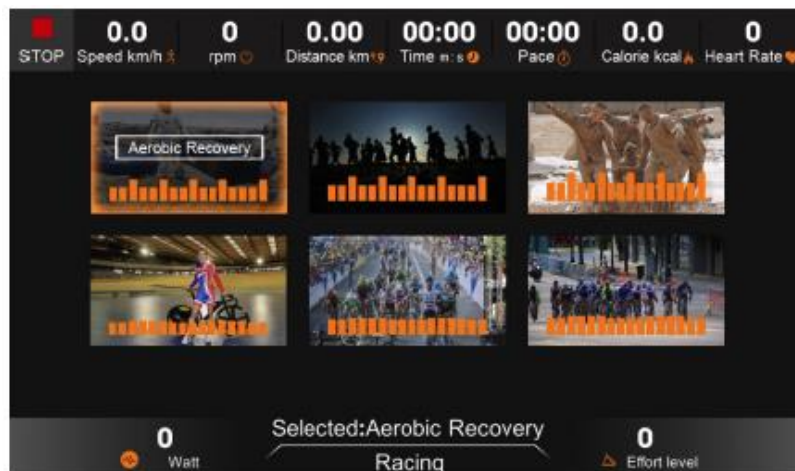 0.0 0 0.00 00:00 00:00 0.0 0
STOP Speed km/h rpm Distance km Time m:s Pace Calorie kcal Heart Rate
Aerobic Recovery
Selected:Aerobic Recovery
0 0
Watt Racing Effort level